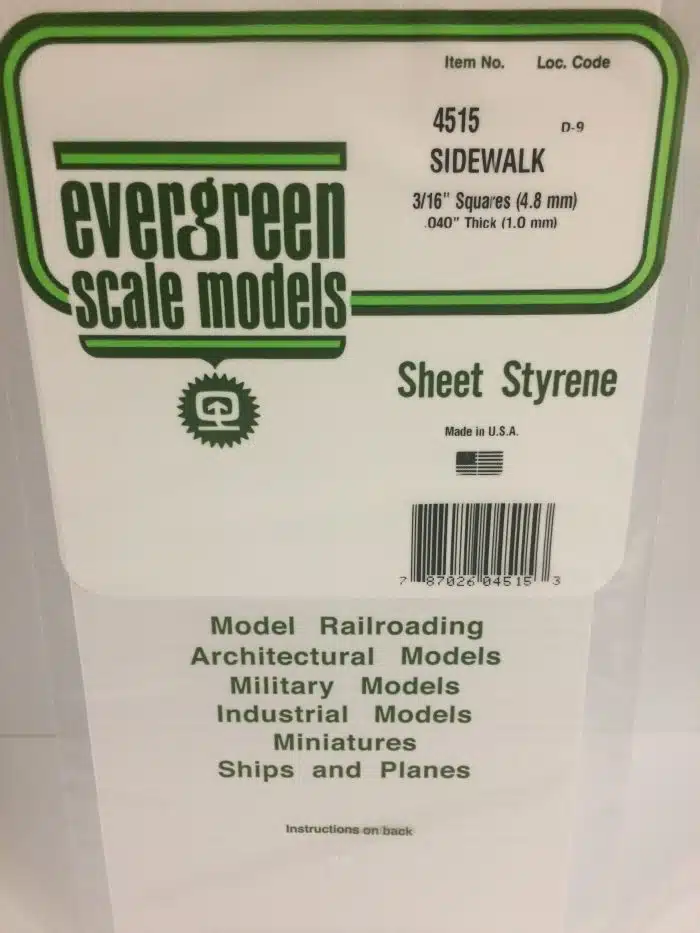 Item No. Loc. Code
4515 D-9
SIDEWALK
3/16" Squares (4.8 mm)
.040" Thick (1.0 mm)
evergreen
scale models
Sheet Styrene
Made in U.S.A.
7 87026 04515 3
Model Railroading
Architectural Models
Military Models
Industrial Models
Miniatures
Ships and Planes
Instructions on back